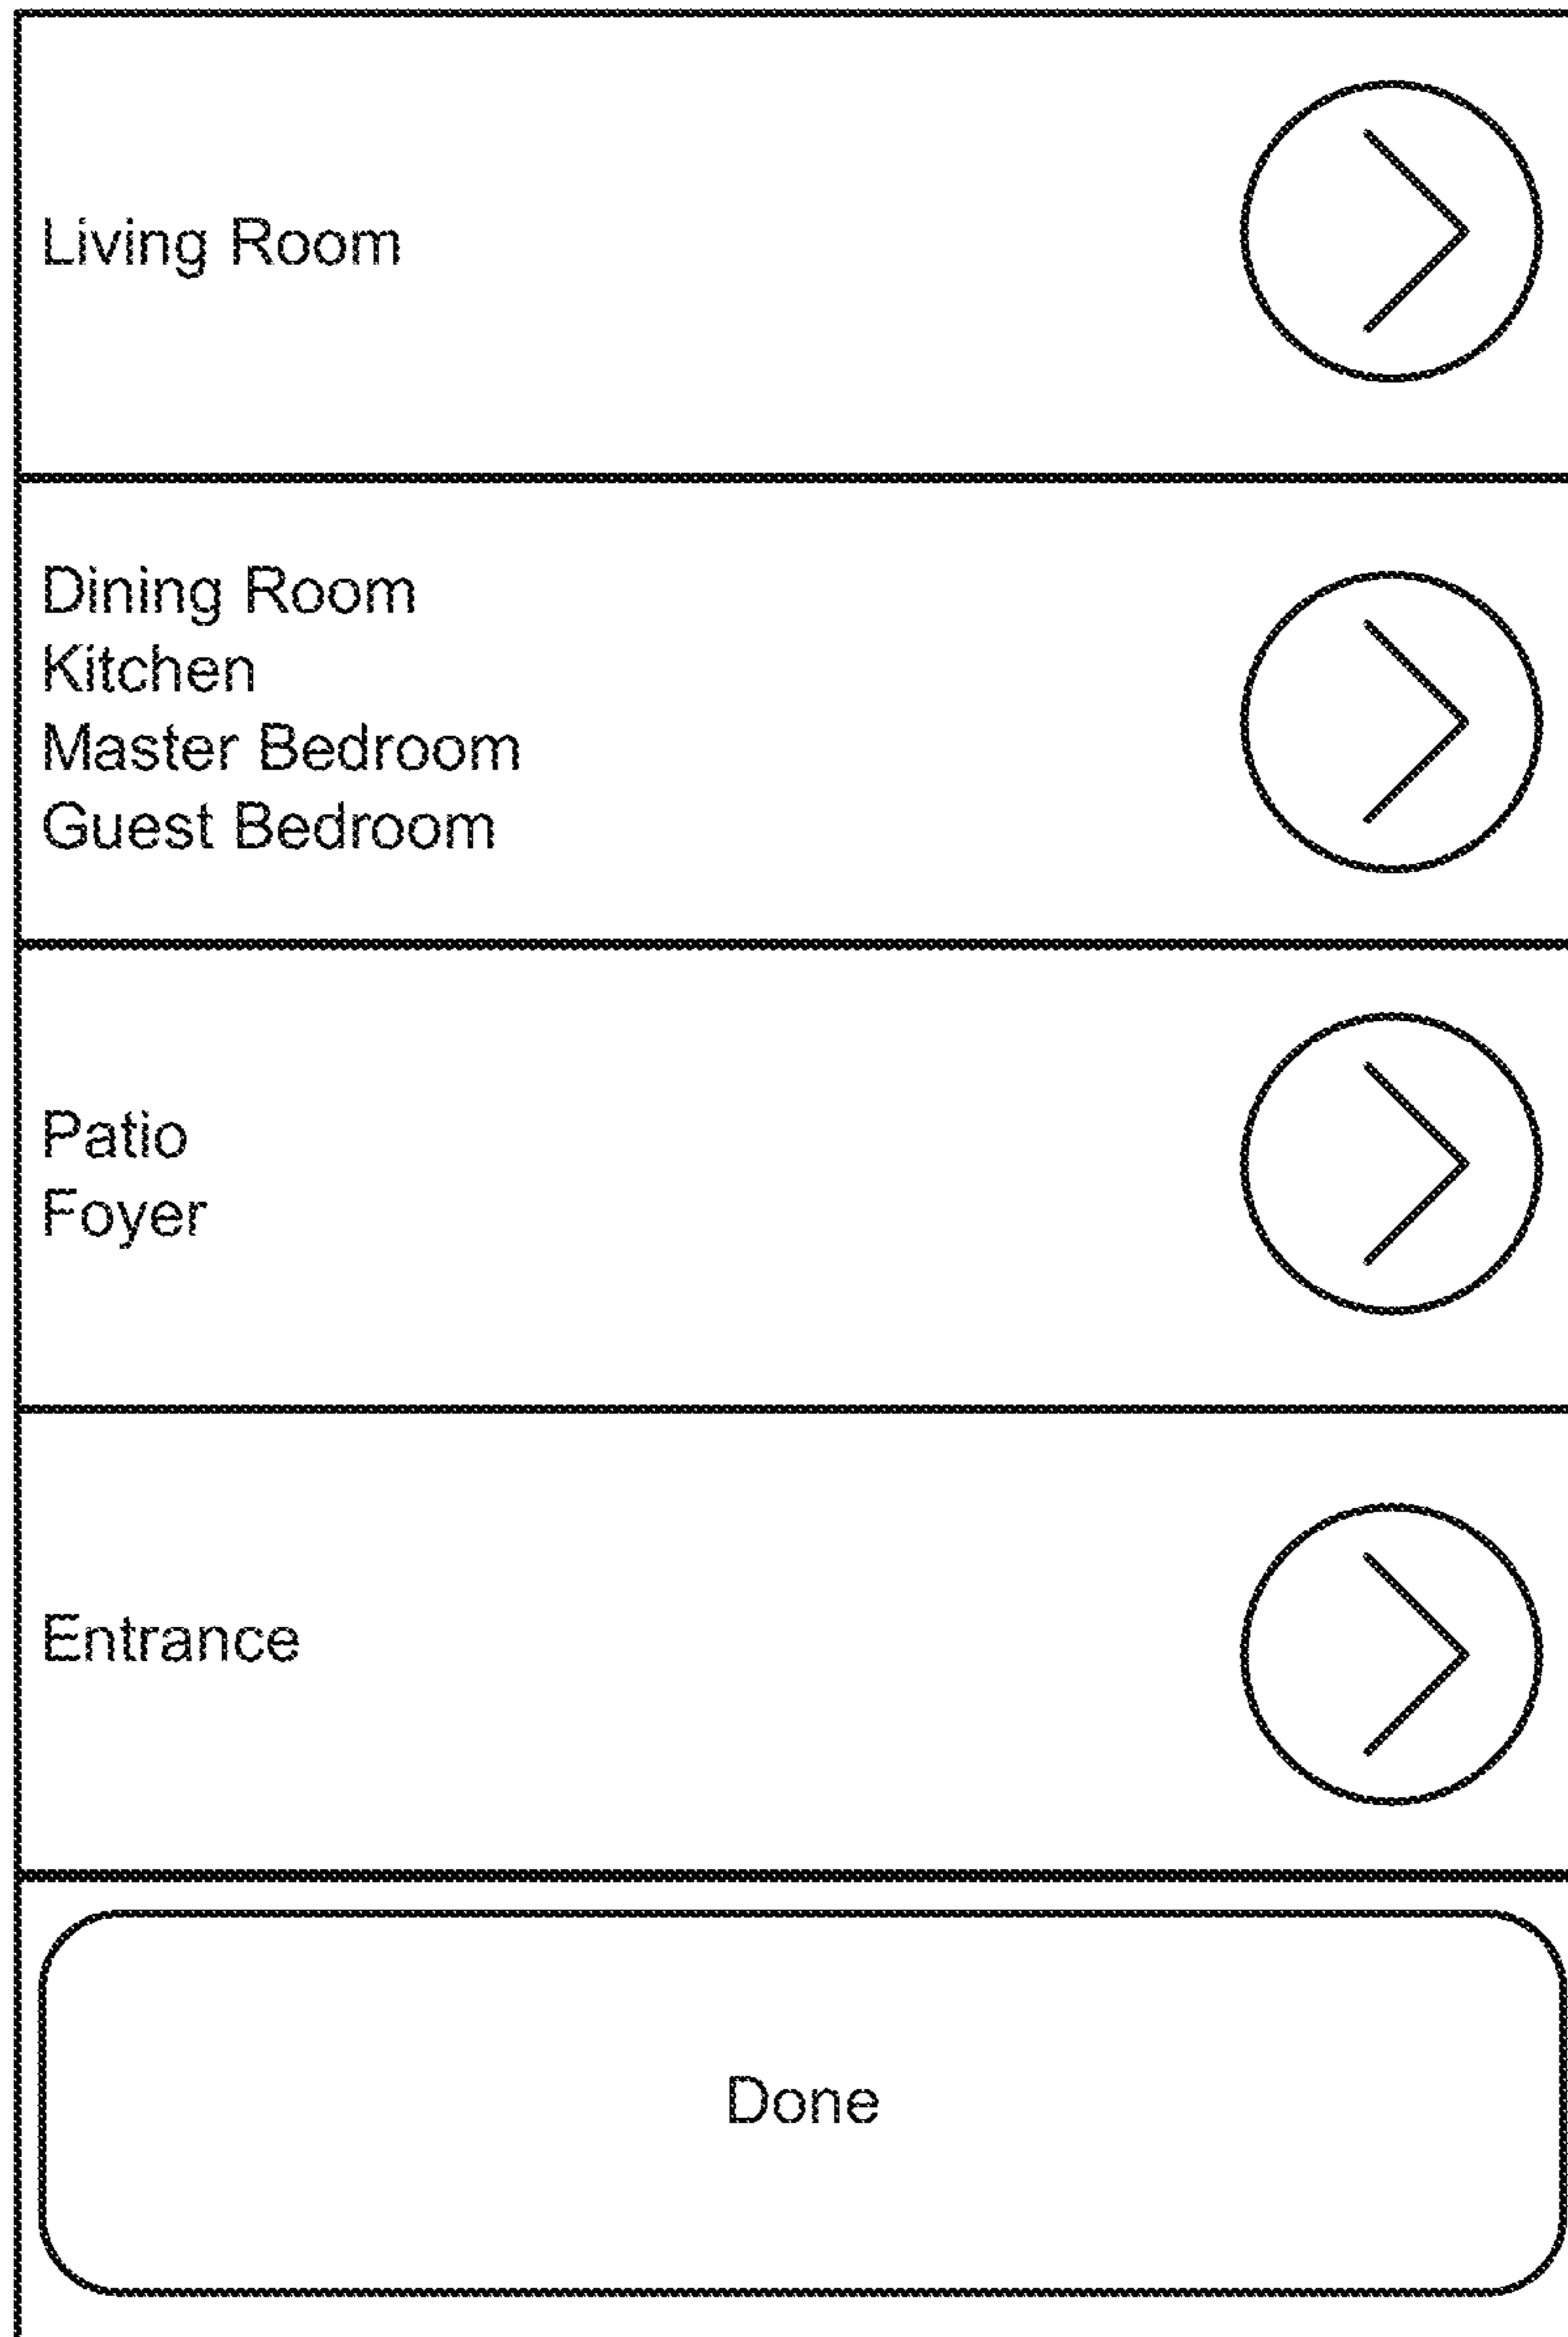 Living Room
Dining Room
Kitchen
Master Bedroom
Guest Bedroom
Patio
Foyer
Entrance
Done